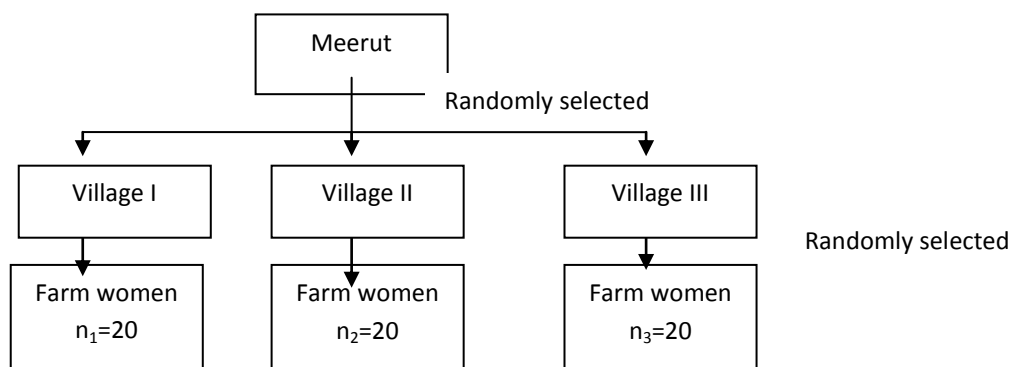 Meerut
Randomly selected
Village I
Village II
Village III
Randomly selected
Farm women
n₁=20
Farm women
n₂=20
Farm women
n₃=20